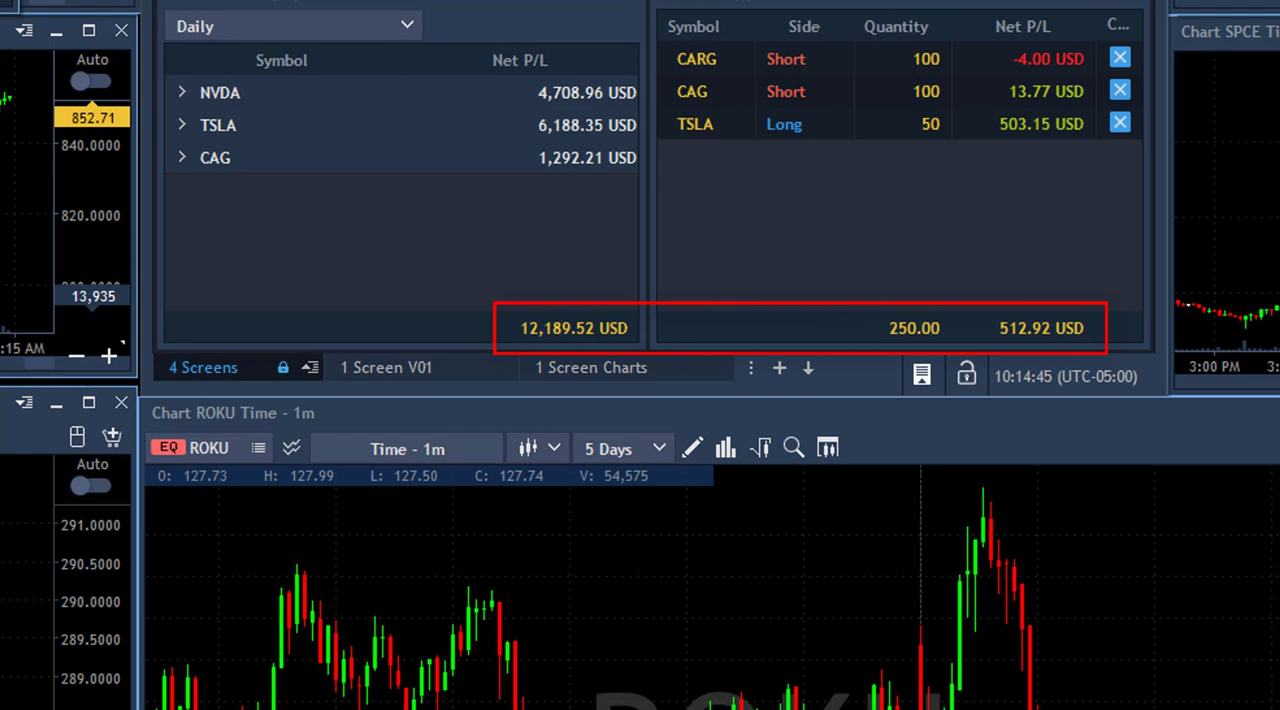 Daily
Symbol Net P/L
NVDA 4,708.96 USD
TSLA 6,188.35 USD
CAG 1,292.21 USD
12,189.52 USD
Symbol Side Quantity Net P/L C...
CARG Short 100 -4.00 USD
CAG Short 100 13.77 USD
TSLA Long 50 503.15 USD
250.00 512.92 USD
Chart SPCE Ti
3:00 PM 3:
Auto
852.71
840.0000
820.0000
13,935
:15 AM
4 Screens 1 Screen V01 1 Screen Charts 10:14:45 (UTC-05:00)
Auto
291.0000
290.5000
290.0000
289.5000
289.0000
Chart ROKU Time - 1m
EQ ROKU Time - 1m 5 Days
O: 127.73 H: 127.99 L: 127.50 C: 127.74 V: 54,575
ROKU